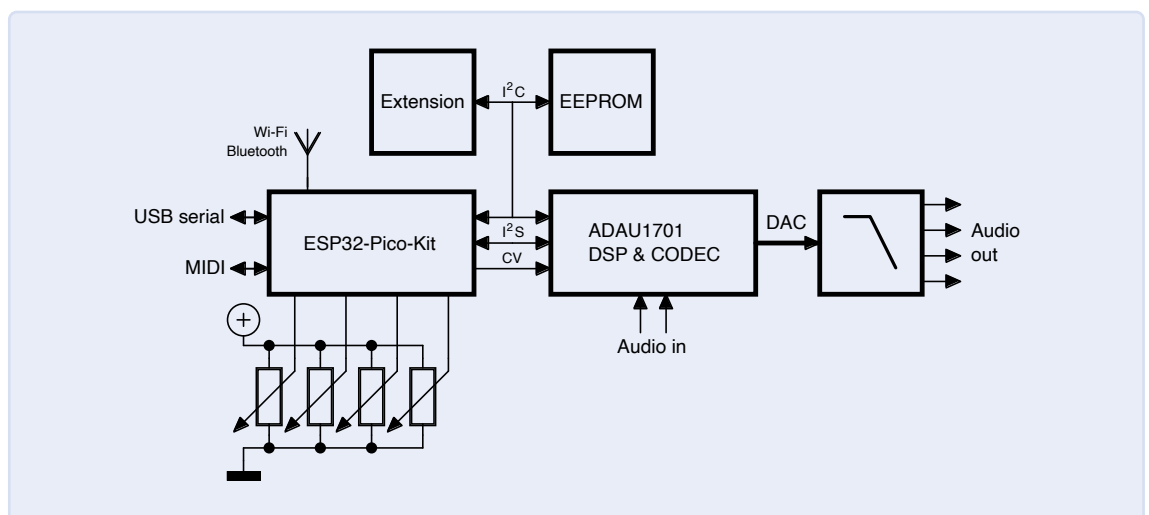 I²C
Extension
EEPROM
Wi-Fi
Bluetooth
USB serial
ESP32-Pico-Kit
MIDI
I²S
CV
ADAU1701
DSP & CODEC
DAC
Audio
out
+
Audio in